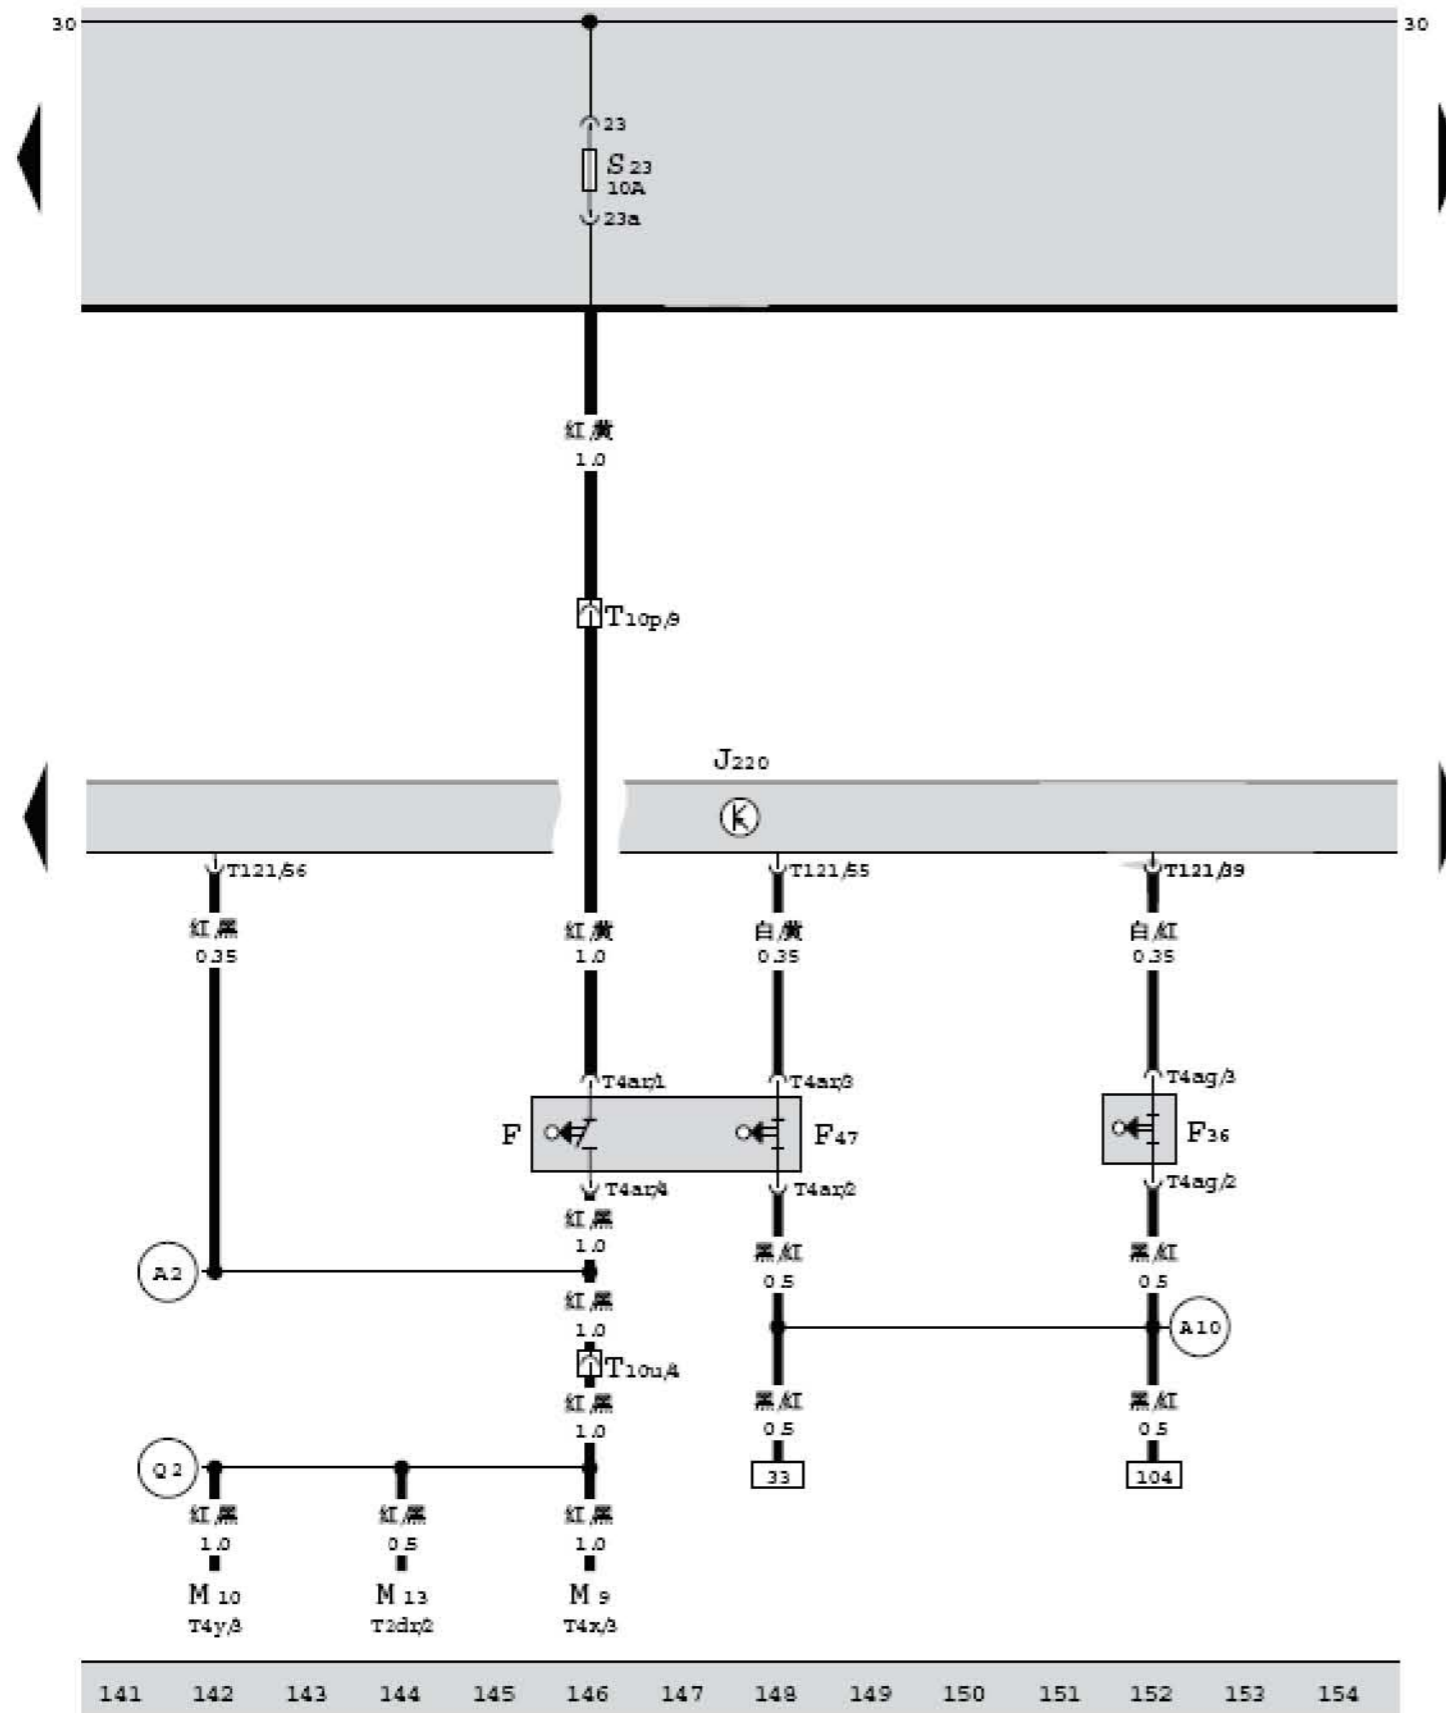 30 30
23
S 23
10A
23a
红/黄
1.0
T10p/9
J220
T121/56 T121/55 T121/39
红/黑 红/黄 白/黄 白/红
0.35 1.0 0.35 0.35
T4ar/1 T4ar/3 T4ag/3
F F47 F36
T4ar/4 T4ar/2 T4ag/2
红/黑
1.0
黑/红 黑/红
0.5 0.5
A2
红/黑
1.0
A10
T10u/4
红/黑 黑/红 黑/红
1.0 0.5 0.5
Q2 33 104
红/黑 红/黑 红/黑
1.0 0.5 1.0
M 10 M 13 M 9
T4y/3 T2dr/2 T4x/3
141 142 143 144 145 146 147 148 149 150 151 152 153 154